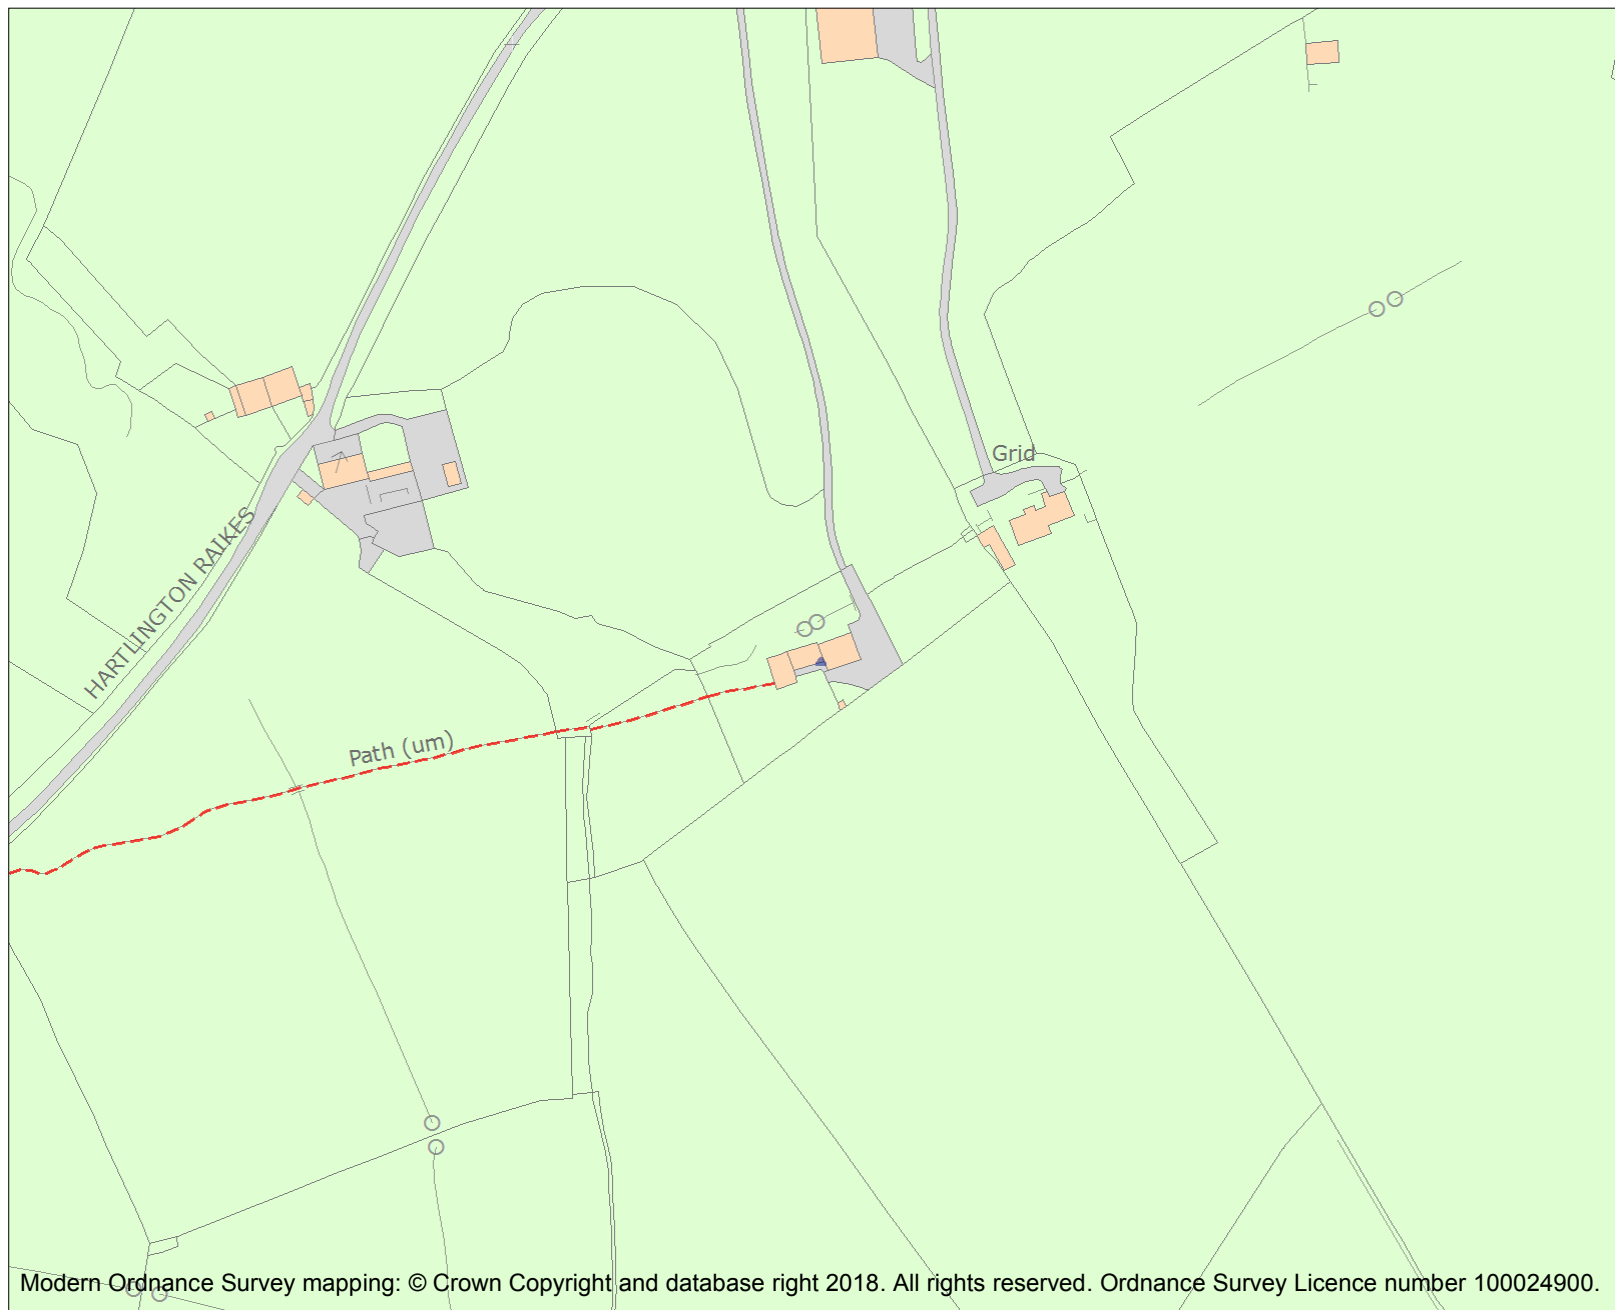 Grid
HARTLINGTON RAIKES
Path (um)
Modern Ordnance Survey mapping: © Crown Copyright and database right 2018. All rights reserved. Ordnance Survey Licence number 100024900.